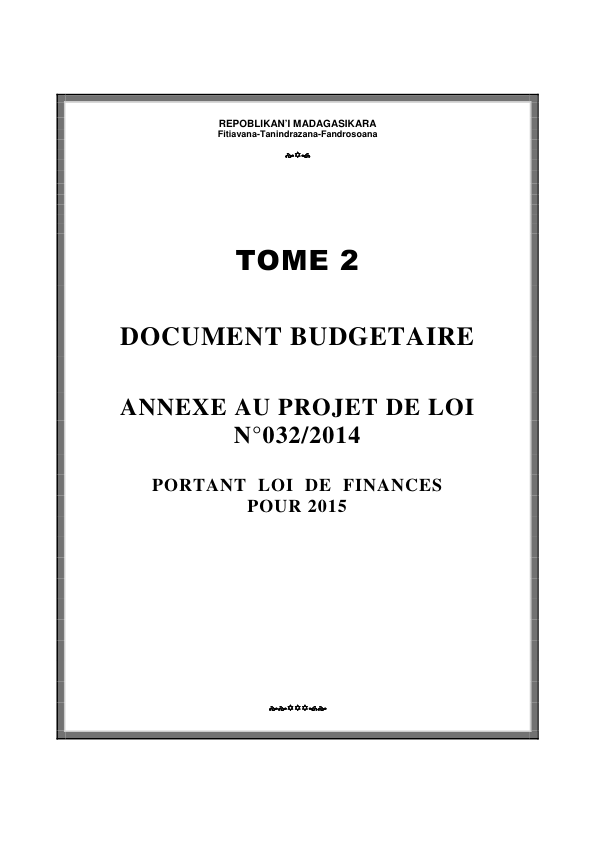 REPOBLIKAN'I MADAGASIKARA
Fitiavana-Tanindrazana-Fandrosoana
TOME 2
DOCUMENT BUDGETAIRE
ANNEXE AU PROJET DE LOI
N°032/2014
PORTANT LOI DE FINANCES
POUR 2015